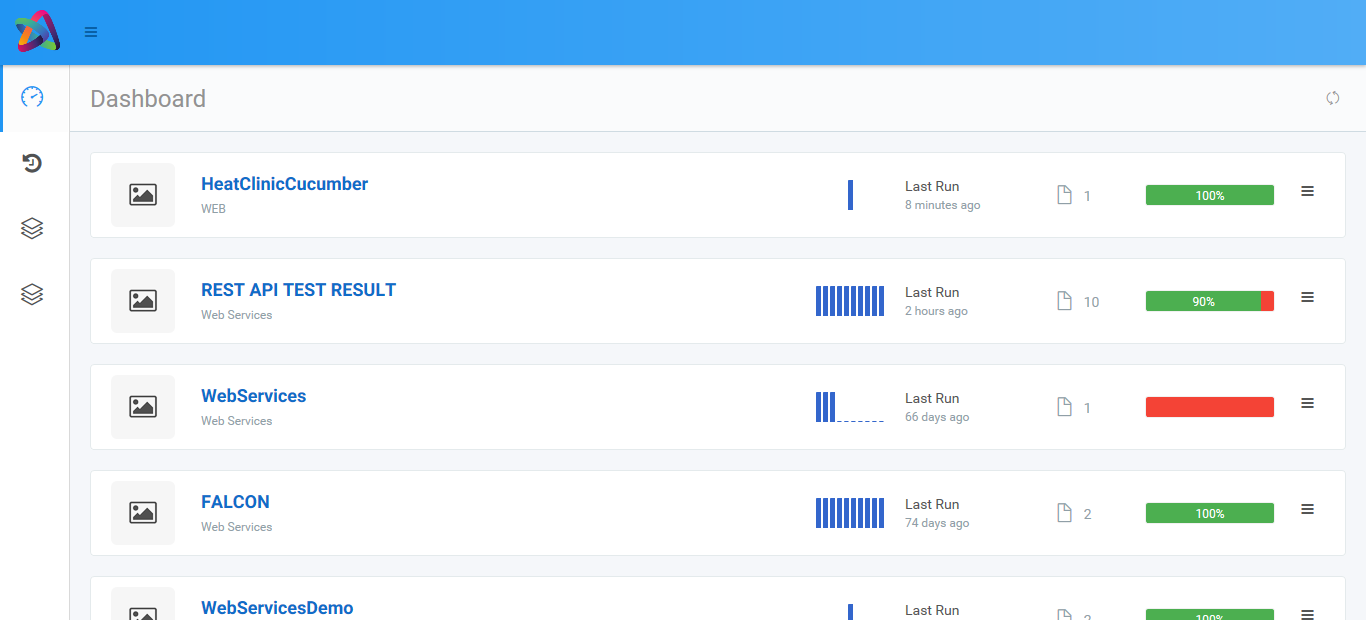 Dashboard
HeatClinicCucumber
WEB
Last Run
8 minutes ago
1
100%
REST API TEST RESULT
Web Services
Last Run
2 hours ago
10
90%
WebServices
Web Services
Last Run
66 days ago
1
FALCON
Web Services
Last Run
74 days ago
2
100%
WebServicesDemo
Last Run
2
100%